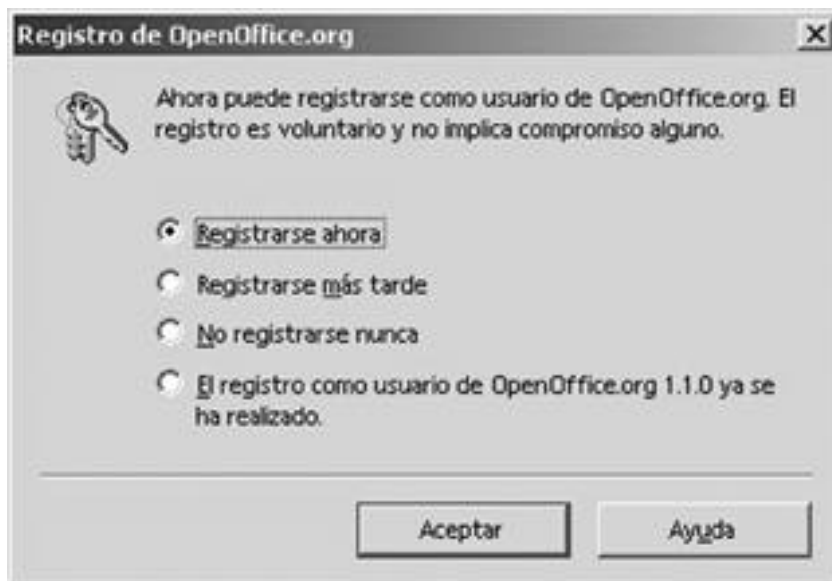 Registro de OpenOffice.org
Ahora puede registrarse como usuario de OpenOffice.org. El
registro es voluntario y no implica compromiso alguno.
Registrarse ahora
Registrarse más tarde
No registrarse nunca
El registro como usuario de OpenOffice.org 1.1.0 ya se
ha realizado.
Aceptar
Ayuda